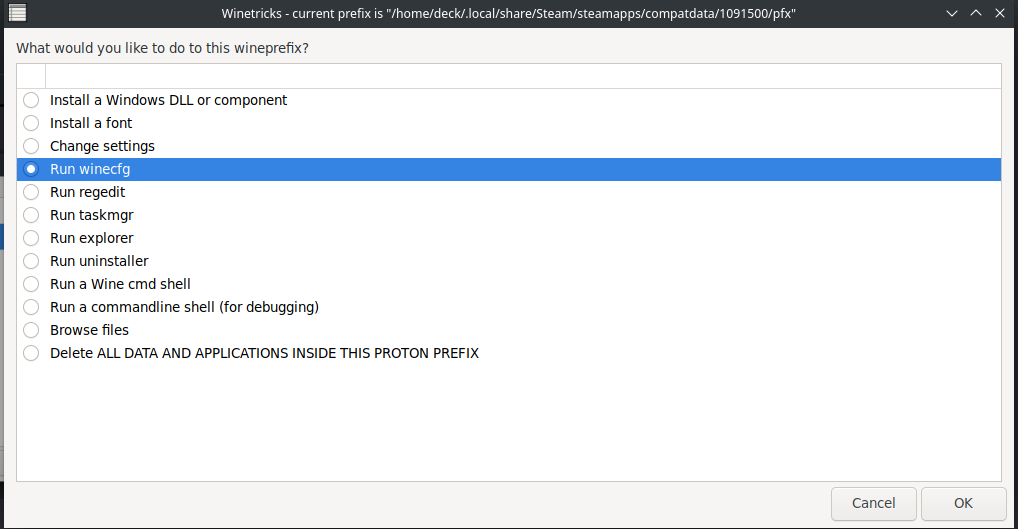 Winetricks - current prefix is "/home/deck/.local/share/Steam/steamapps/compatdata/1091500/pfx"
What would you like to do to this wineprefix?
Install a Windows DLL or component
Install a font
Change settings
Run winecfg
Run regedit
Run taskmgr
Run explorer
Run uninstaller
Run a Wine cmd shell
Run a commandline shell (for debugging)
Browse files
Delete ALL DATA AND APPLICATIONS INSIDE THIS PROTON PREFIX
Cancel
OK